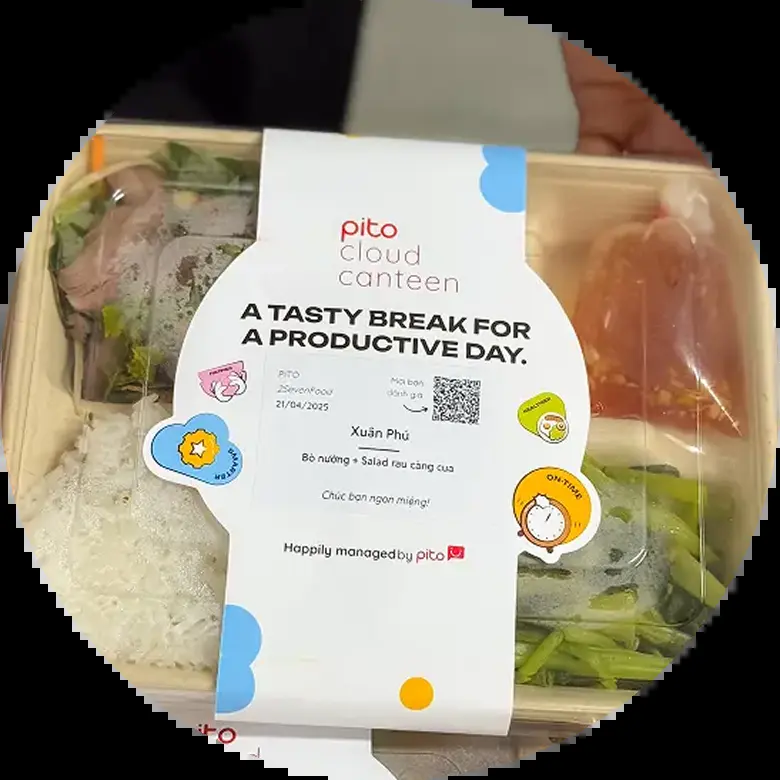 pito
cloud
canteen
A TASTY BREAK FOR
A PRODUCTIVE DAY.
PITO
2SevenFood
21/04/2025
Mời bạn
đánh giá
Xuân Phú
Bò nướng + Salad rau càng cua
Chúc bạn ngon miệng!
HEALTHIER
SMARTER
ON-TIME
Happily managed by pito